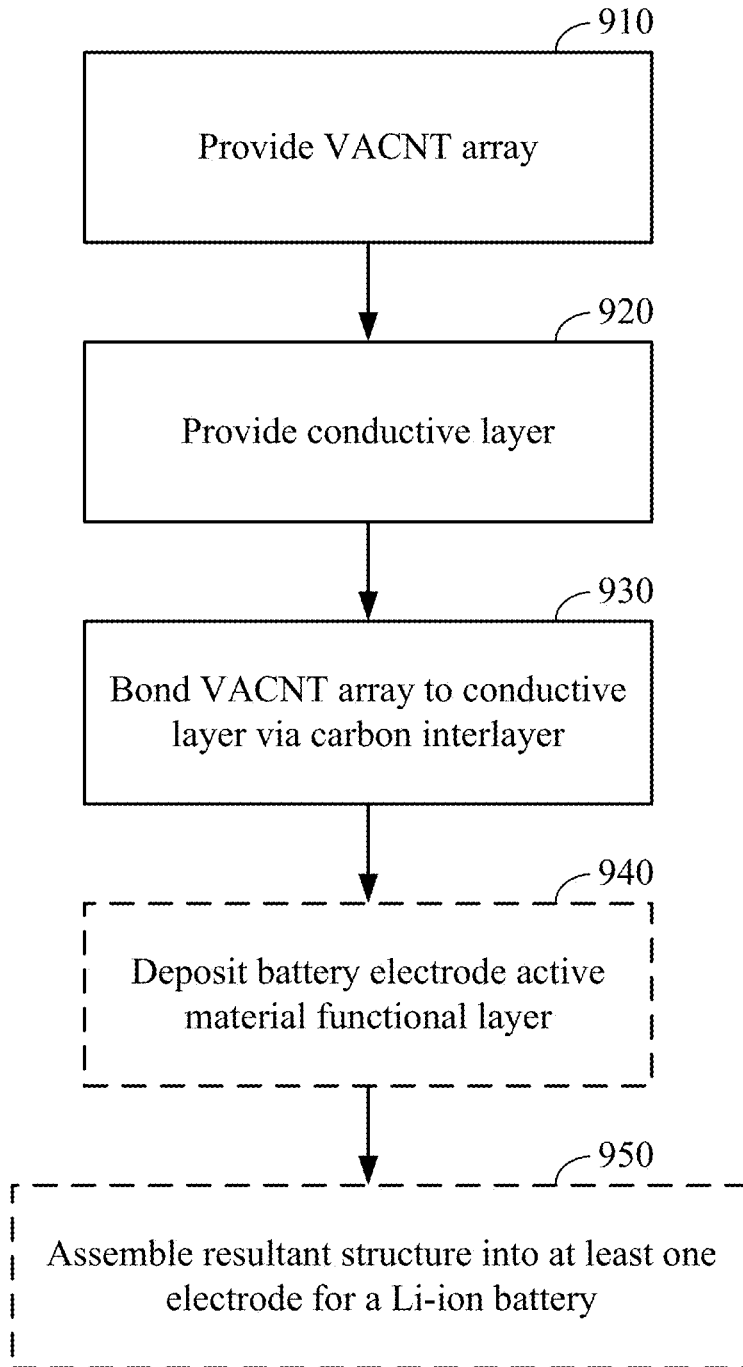 910
Provide VACNT array
920
Provide conductive layer
930
Bond VACNT array to conductive
layer via carbon interlayer
940
Deposit battery electrode active
material functional layer
950
Assemble resultant structure into at least one
electrode for a Li-ion battery